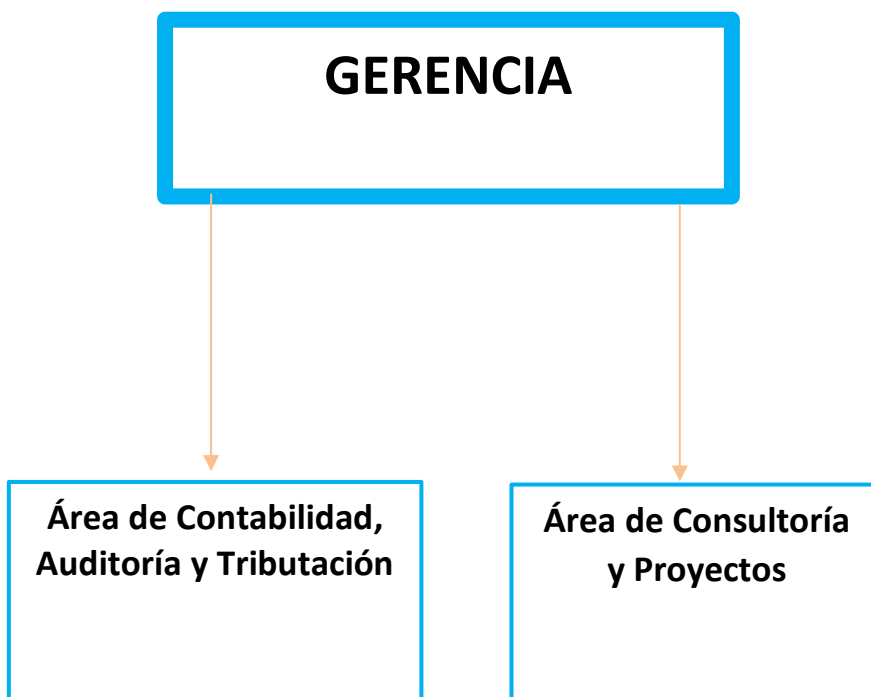 GERENCIA
Área de Contabilidad,
Auditoría y Tributación
Área de Consultoría
y Proyectos